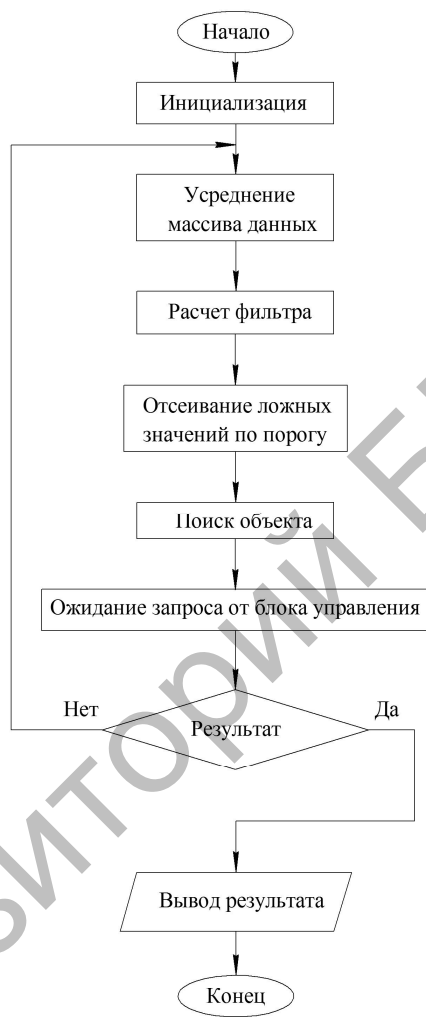 Начало
Инициализация
Усреднение
массива данных
Расчет фильтра
Отсеивание ложных
значений по порогу
Поиск объекта
Ожидание запроса от блока управления
Нет
Результат
Да
Вывод результата
Конец